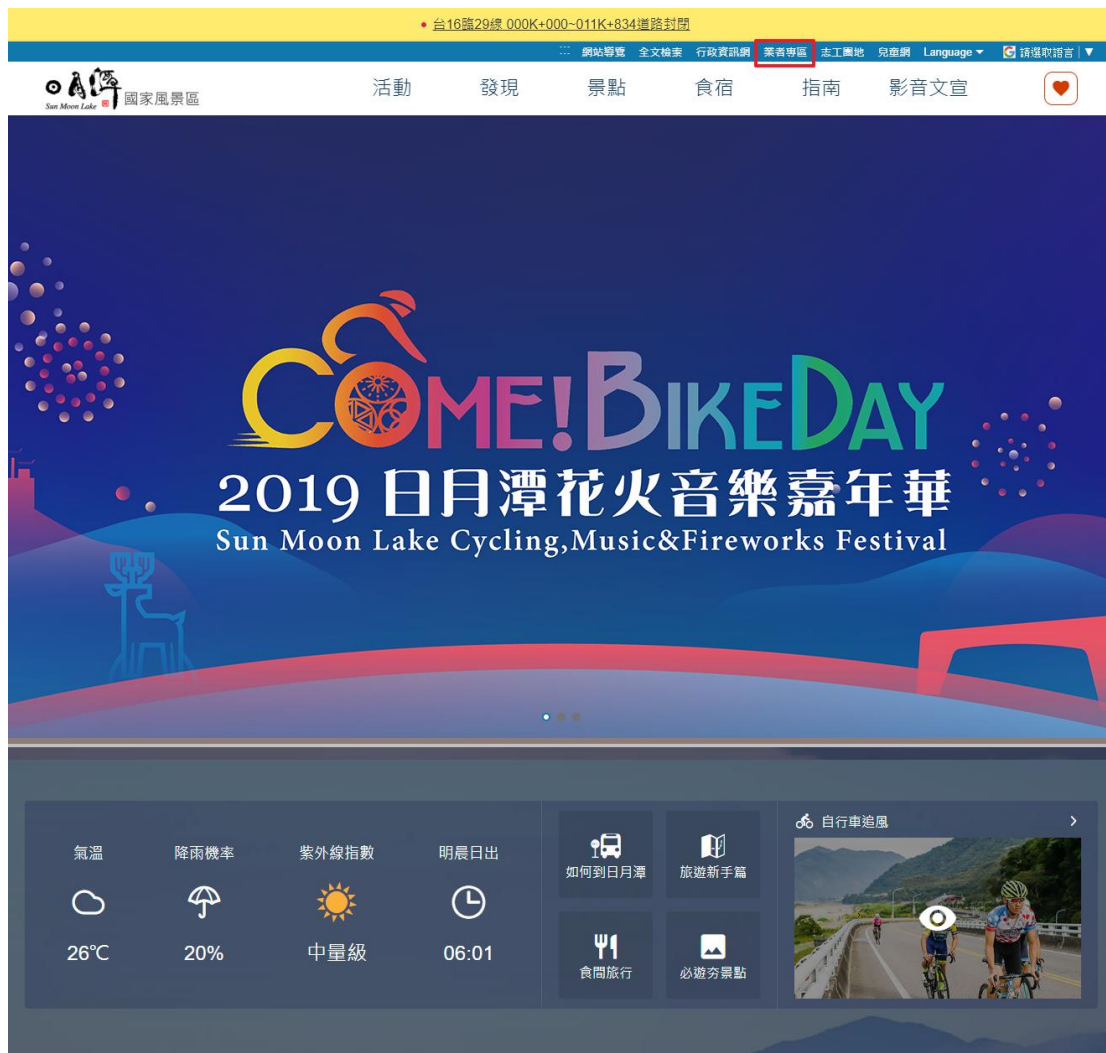 台16臨29線 000K+000~011K+834道路封閉
::: 網站導覽 全文檢索 行政資訊網 業者專區 志工園地 兒童網 Language 請選取語言 ▼
日月潭 國家風景區 活動 發現 景點 食宿 指南 影音文宣
Sun Moon Lake
COME!BIKEDAY
2019 日月潭花火音樂嘉年華
Sun Moon Lake Cycling,Music&Fireworks Festival
氣溫 降雨機率 紫外線指數 明晨日出
26°C 20% 中量級 06:01
如何到日月潭 旅遊新手篇
食間旅行 必遊夯景點
自行車追風